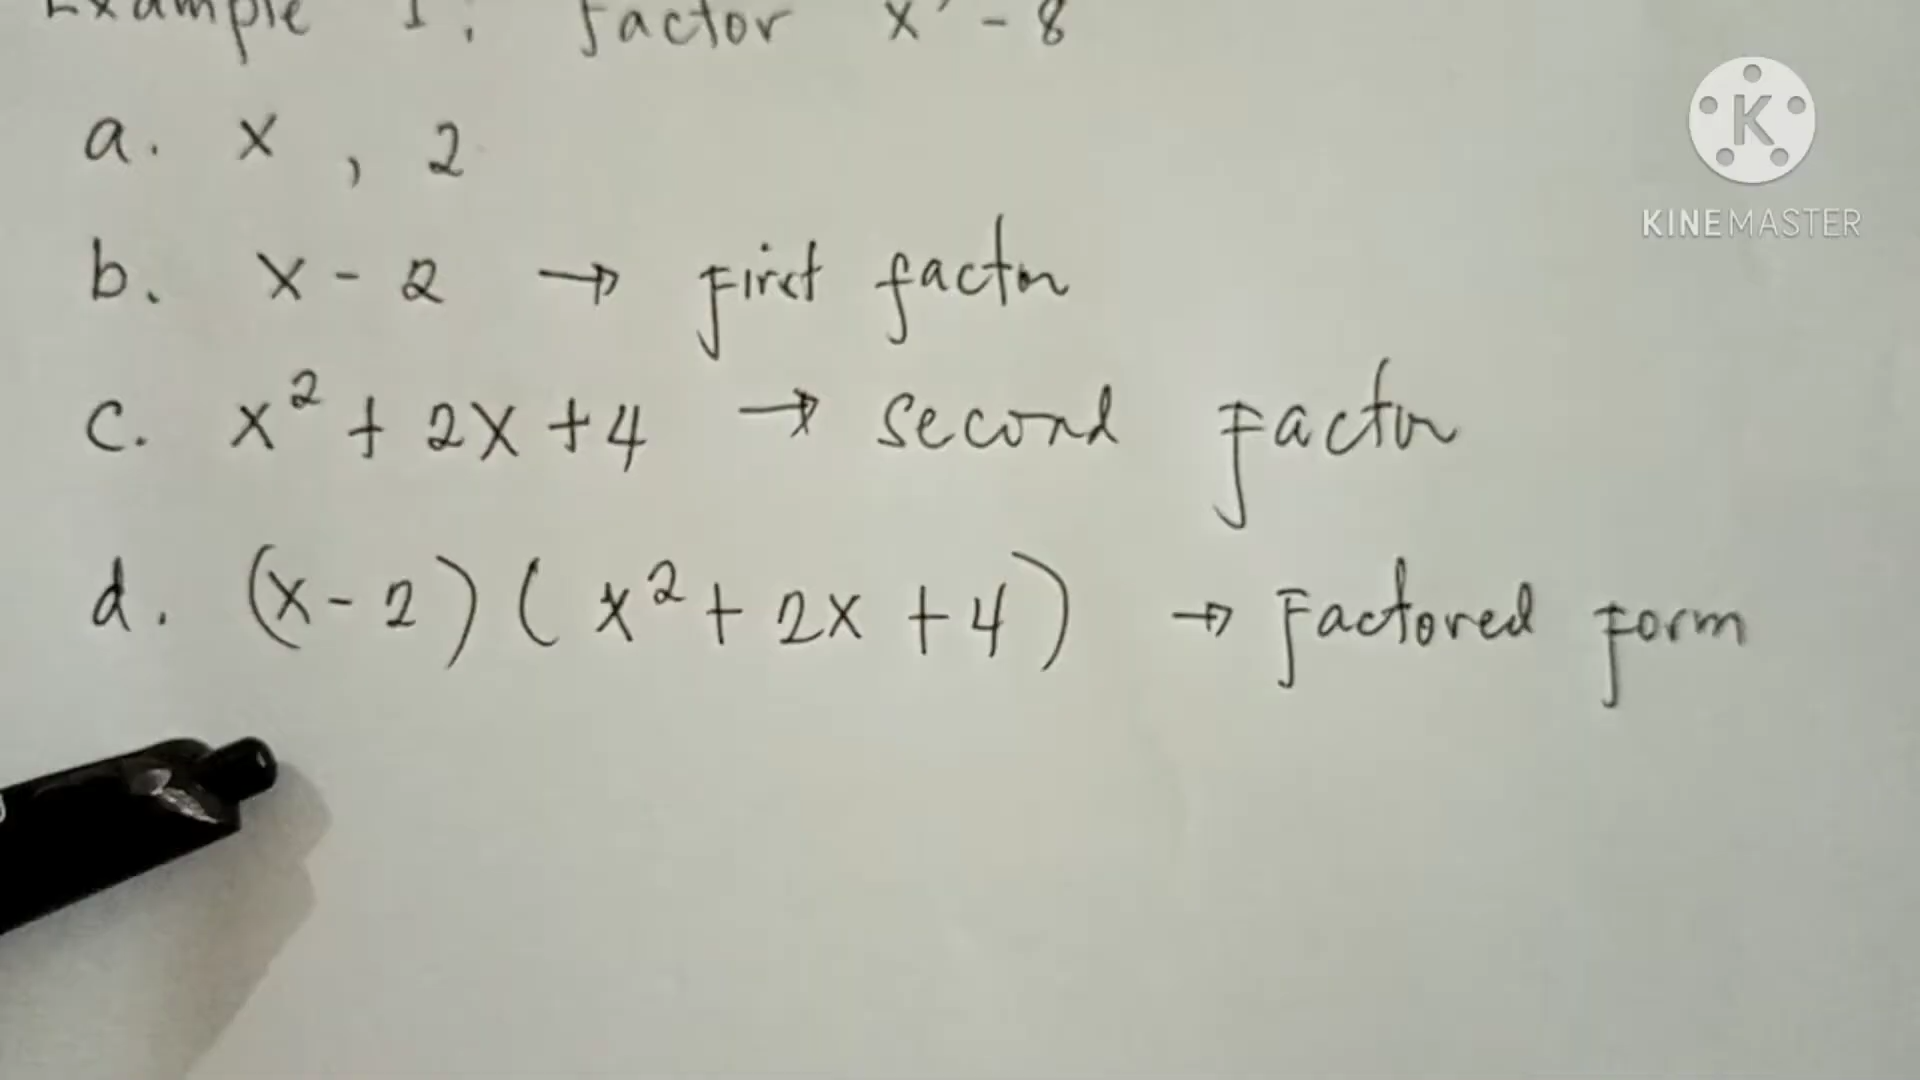 Example 1: Factor x³ - 8
a. x , 2
b. x - 2 → First factor
c. x² + 2x + 4 → second Factor
d. (x - 2) ( x² + 2x + 4) → Factored Form
K
KINEMASTER